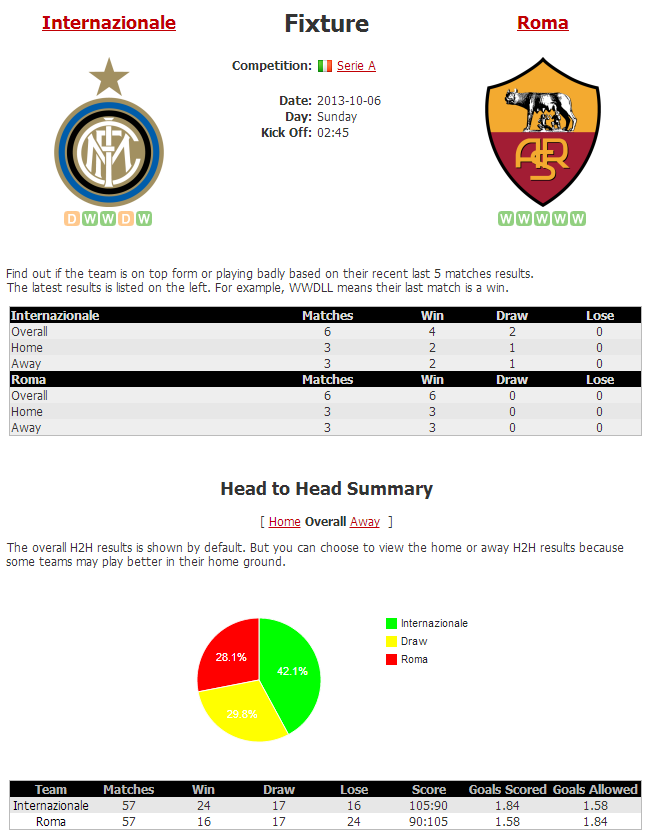 Internazionale Fixture Roma
Competition: Serie A
Date: 2013-10-06
Day: Sunday
Kick Off: 02:45
ASR
D W W D W
W W W W W
Find out if the team is on top form or playing badly based on their recent last 5 matches results.
The latest results is listed on the left. For example, WWDLL means their last match is a win.
Internazionale Matches Win Draw Lose
Overall 6 4 2 0
Home 3 2 1 0
Away 3 2 1 0
Roma Matches Win Draw Lose
Overall 6 6 0 0
Home 3 3 0 0
Away 3 3 0 0
Head to Head Summary
[ Home Overall Away ]
The overall H2H results is shown by default. But you can choose to view the home or away H2H results because
some teams may play better in their home ground.
Internazionale
Draw
Roma
28.1%
42.1%
29.8%
Team Matches Win Draw Lose Score Goals Scored Goals Allowed
Internazionale 57 24 17 16 105:90 1.84 1.58
Roma 57 16 17 24 90:105 1.58 1.84